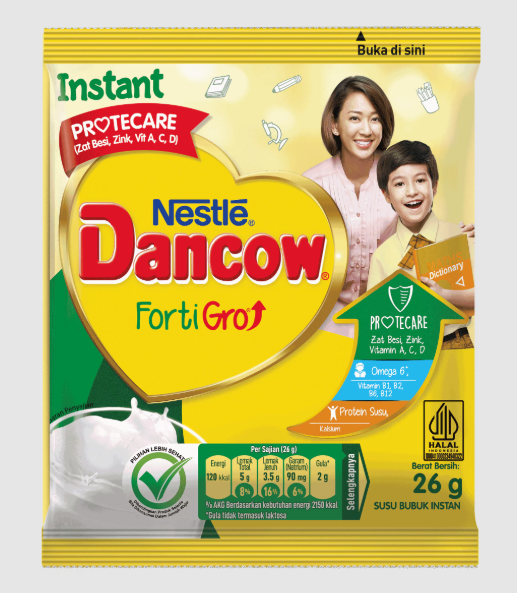 Buka di sini
Instant
PROTECARE
(Zat Besi, Zink, Vit A, C, D)
Nestlé®
DANCOW®
FortiGro
Dictionary
PROTECARE
Zat Besi, Zink,
Vitamin A, C, D
Omega 6*,
Vitamin B1, B2,
B6, B12
Protein Susu,
Kalsium
HALAL
INDONESIA
PILIHAN LEBIH SEHAT
Per Sajian (26 g)
Energi
120 kkal
Lemak Total
5 g
8%
Lemak Jenuh
3.5 g
16%
Garam (Natrium)
90 mg
6%
Gula*
2 g
% AKG Berdasarkan kebutuhan energi 2150 kkal
*Gula tidak termasuk laktosa
Selengkapnya
Berat Bersih:
26 g
SUSU BUBUK INSTAN